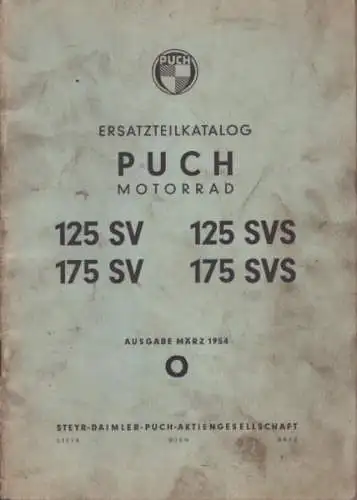 PUCH
ERSATZTEILKATALOG
PUCH
MOTORRAD
125 SV 125 SVS
175 SV 175 SVS
AUSGABE MÄRZ 1954
O
STEYR-DAIMLER-PUCH-AKTIENGESELLSCHAFT
STEYR WIEN GRAZ